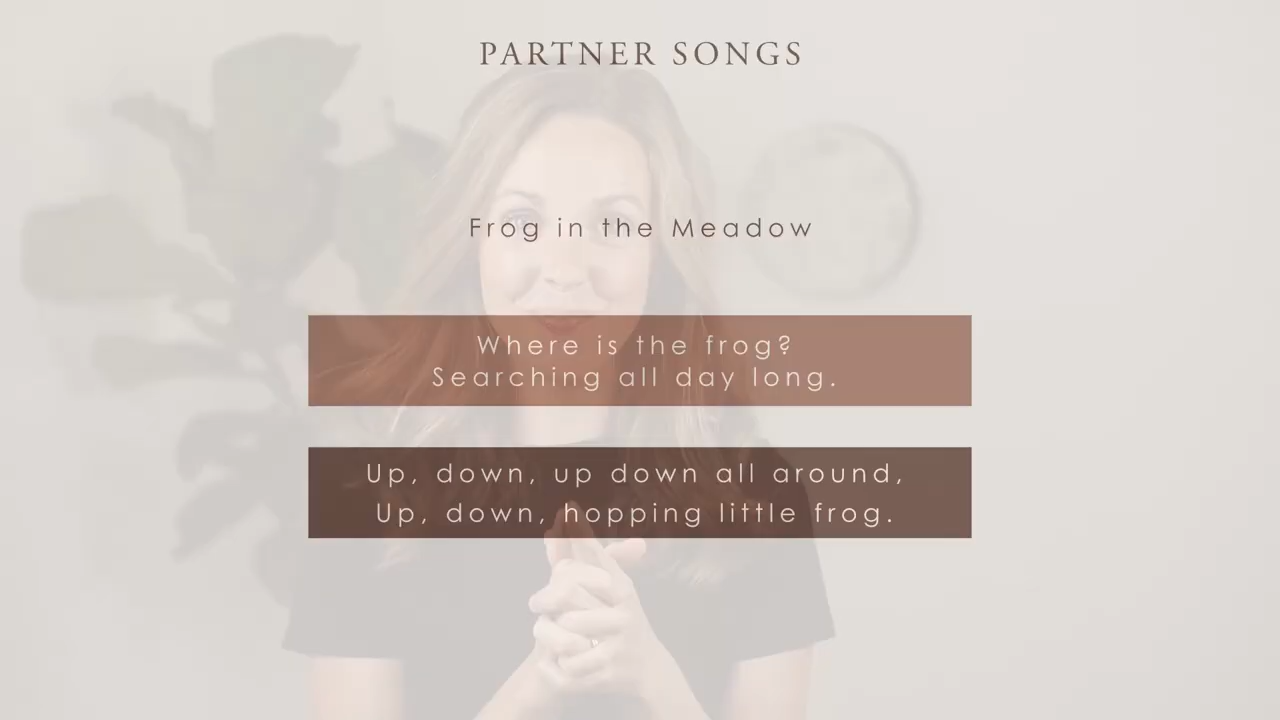 PARTNER SONGS
Frog in the Meadow
Where is the frog?
Searching all day long.
Up, down, up down all around,
Up, down, hopping little frog.